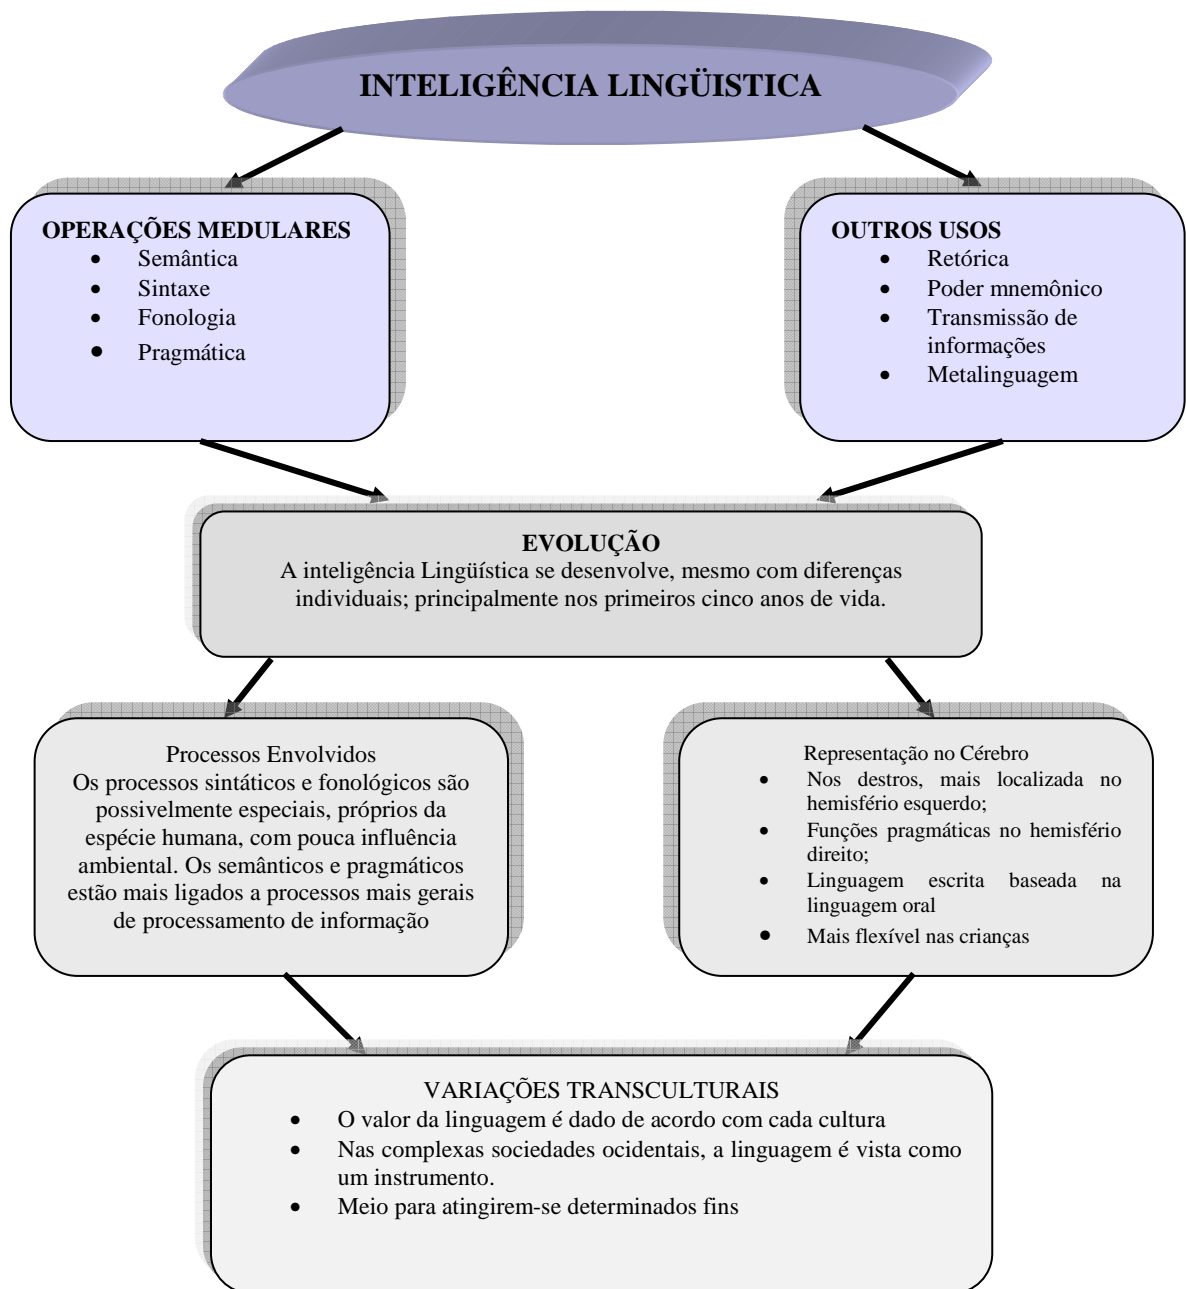 INTELIGÊNCIA LINGÜISTICA
OPERAÇÕES MEDULARES
• Semântica
• Sintaxe
• Fonologia
• Pragmática
OUTROS USOS
• Retórica
• Poder mnemônico
• Transmissão de
informações
• Metalinguagem
EVOLUÇÃO
A inteligência Lingüística se desenvolve, mesmo com diferenças
individuais; principalmente nos primeiros cinco anos de vida.
Processos Envolvidos
Os processos sintáticos e fonológicos são
possivelmente especiais, próprios da
espécie humana, com pouca influência
ambiental. Os semânticos e pragmáticos
estão mais ligados a processos mais gerais
de processamento de informação
Representação no Cérebro
• Nos destros, mais localizada no
hemisfério esquerdo;
• Funções pragmáticas no hemisfério
direito;
• Linguagem escrita baseada na
linguagem oral
• Mais flexível nas crianças
VARIAÇÕES TRANSCULTURAIS
• O valor da linguagem é dado de acordo com cada cultura
• Nas complexas sociedades ocidentais, a linguagem é vista como
um instrumento.
• Meio para atingirem-se determinados fins